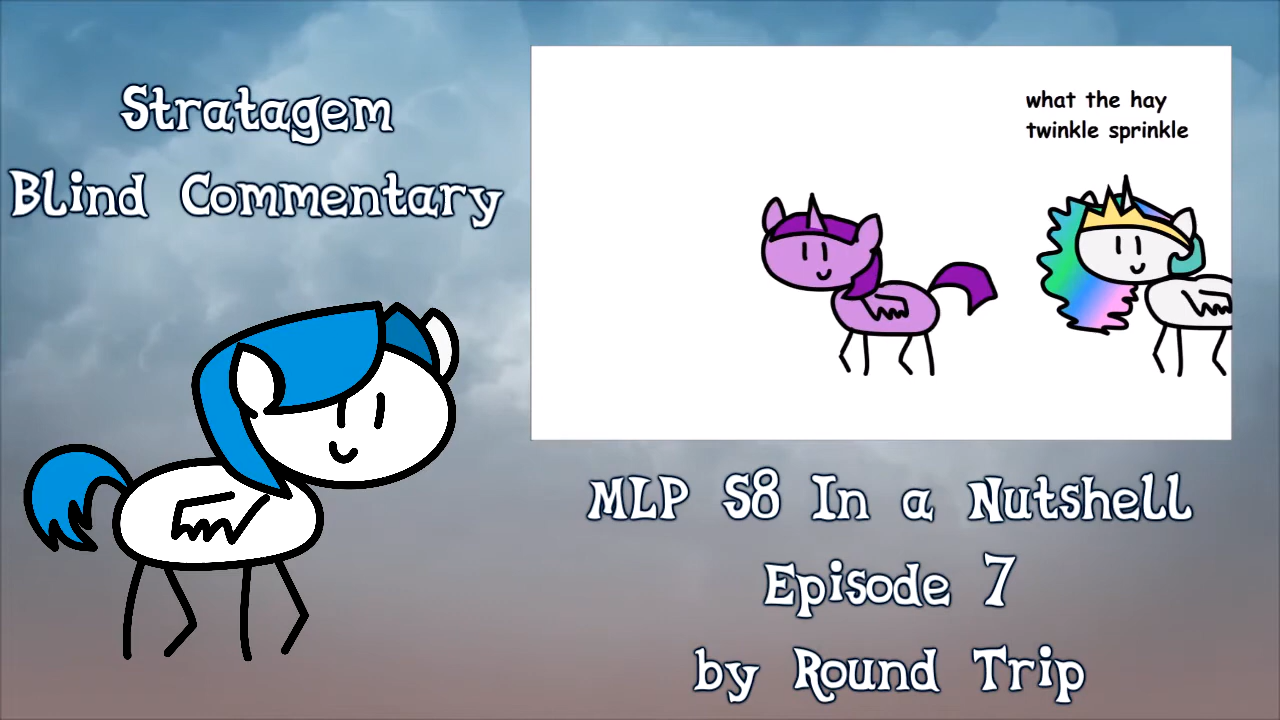 Stratagem
Blind Commentary
what the hay
twinkle sprinkle
MLP S8 In a Nutshell
Episode 7
by Round Trip